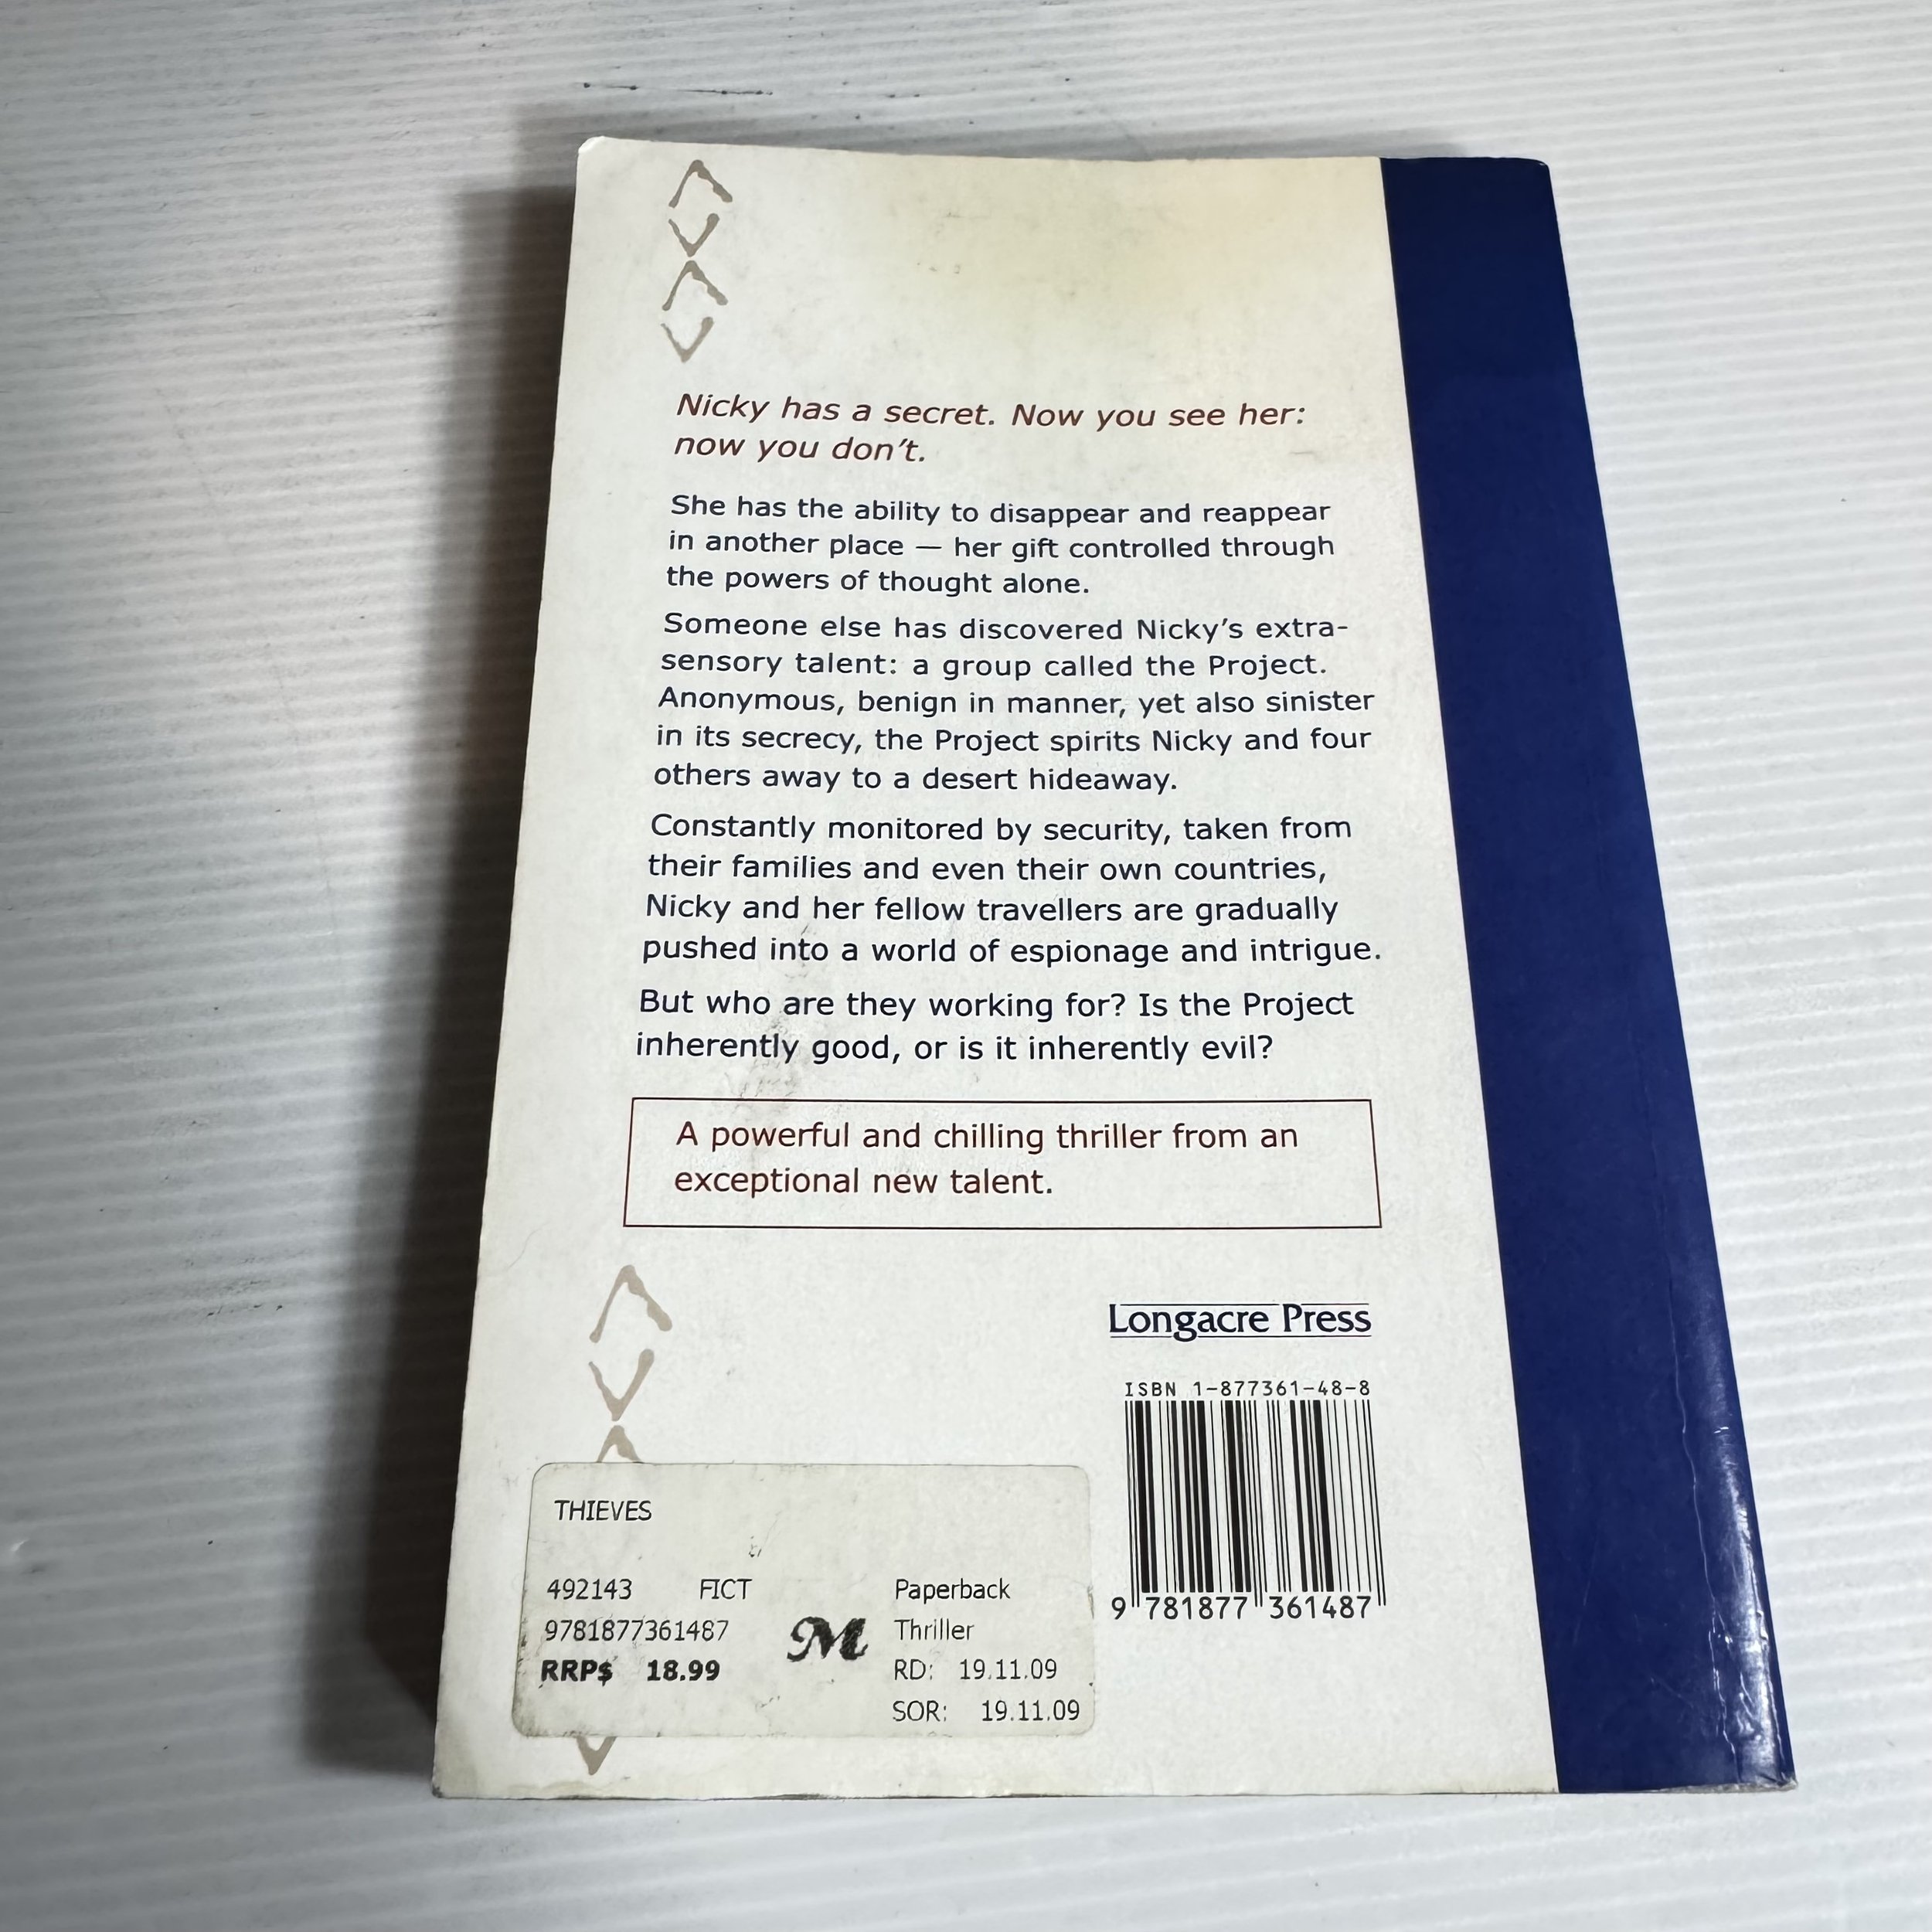 Nicky has a secret. Now you see her:
now you don't.
She has the ability to disappear and reappear
in another place — her gift controlled through
the powers of thought alone.
Someone else has discovered Nicky's extra-
sensory talent: a group called the Project.
Anonymous, benign in manner, yet also sinister
in its secrecy, the Project spirits Nicky and four
others away to a desert hideaway.
Constantly monitored by security, taken from
their families and even their own countries,
Nicky and her fellow travellers are gradually
pushed into a world of espionage and intrigue.
But who are they working for? Is the Project
inherently good, or is it inherently evil?
A powerful and chilling thriller from an
exceptional new talent.
Longacre Press
ISBN 1-877361-48-8
9 781877 361487
THIEVES
492143 FICT Paperback
9781877361487 M Thriller
RRP$ 18.99 RD: 19.11.09
SOR: 19.11.09